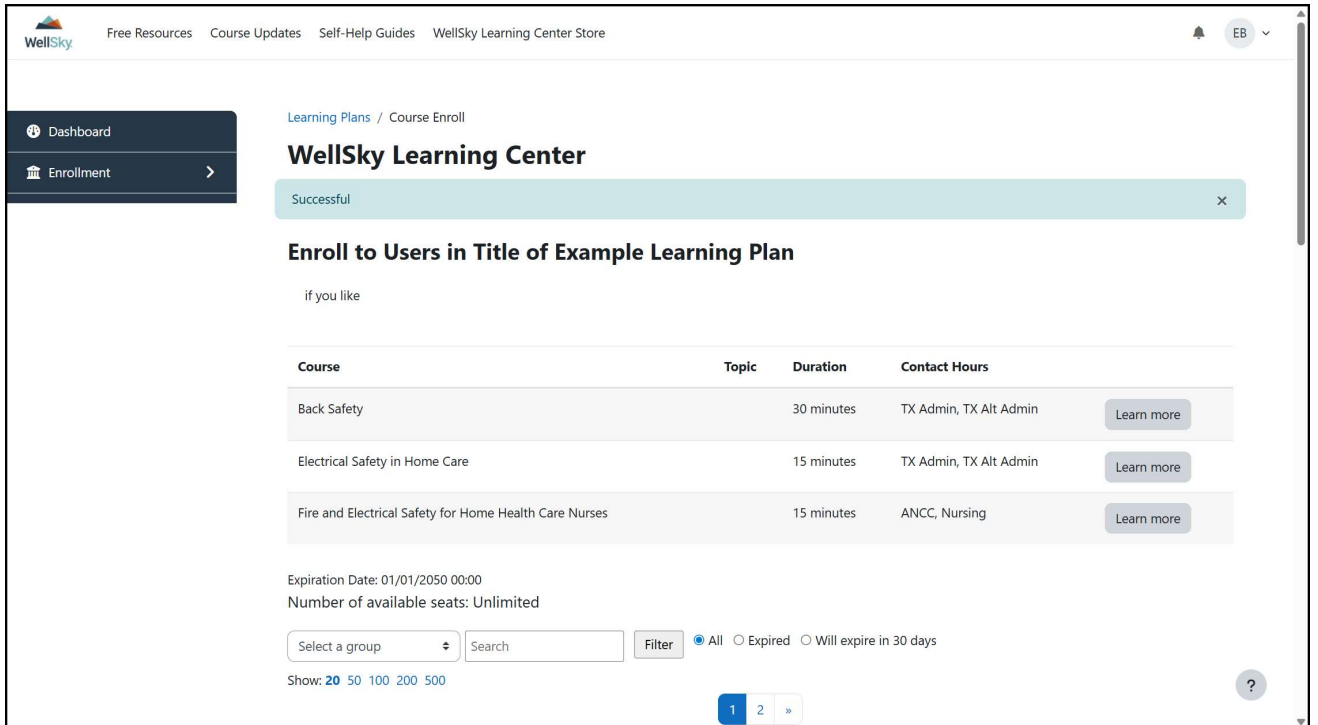 WellSky.
Free Resources Course Updates Self-Help Guides WellSky Learning Center Store
EB
Dashboard
Enrollment
Learning Plans / Course Enroll
WellSky Learning Center
Successful ×
Enroll to Users in Title of Example Learning Plan
if you like
Course Topic Duration Contact Hours
Back Safety 30 minutes TX Admin, TX Alt Admin Learn more
Electrical Safety in Home Care 15 minutes TX Admin, TX Alt Admin Learn more
Fire and Electrical Safety for Home Health Care Nurses 15 minutes ANCC, Nursing Learn more
Expiration Date: 01/01/2050 00:00
Number of available seats: Unlimited
Select a group Search Filter All Expired Will expire in 30 days
Show: 20 50 100 200 500
?
1 2 »